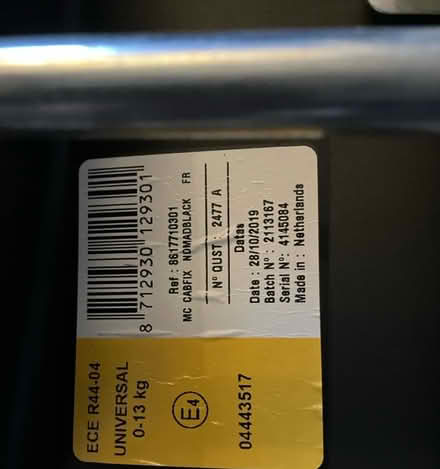 8 712930 129301
Ref : 8617710301
MC CABFIX NOMADBLACK FR
N° QUST : 2477 A
Datas
Date : 28/10/2019
Batch N° : 2113167
Serial N°: 4145084
Made in : Netherlands
ECE R44-04
UNIVERSAL
0-13 kg
E4
04443517